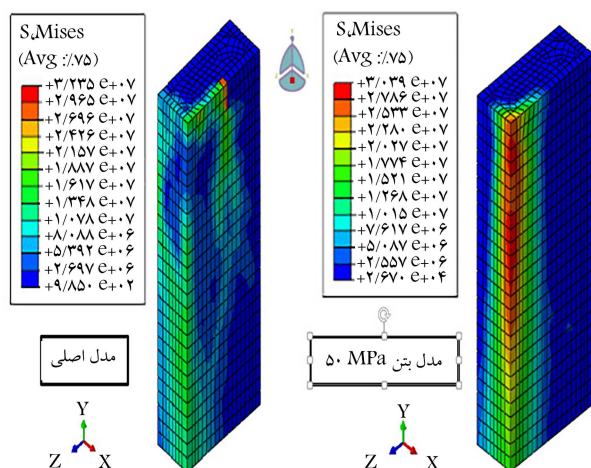 S،Mises
(Avg :٪۷۵)
+۳/۲۳۵ e+۰۷
+۲/۹۶۵ e+۰۷
+۲/۶۹۶ e+۰۷
+۲/۴۲۶ e+۰۷
+۲/۱۵۷ e+۰۷
+۱/۸۸۷ e+۰۷
+۱/۶۱۷ e+۰۷
+۱/۳۴۸ e+۰۷
+۱/۰۷۸ e+۰۷
+۸/۰۸۸ e+۰۶
+۵/۳۹۲ e+۰۶
+۲/۶۹۷ e+۰۶
+۹/۸۵۰ e+۰۲
مدل اصلی
Y
Z
X
S،Mises
(Avg :٪۷۵)
+۳/۰۳۹ e+۰۷
+۲/۷۸۶ e+۰۷
+۲/۵۳۳ e+۰۷
+۲/۲۸۰ e+۰۷
+۲/۰۲۷ e+۰۷
+۱/۷۷۴ e+۰۷
+۱/۵۲۱ e+۰۷
+۱/۲۶۸ e+۰۷
+۱/۰۱۵ e+۰۷
+۷/۶۱۷ e+۰۶
+۵/۰۸۷ e+۰۶
+۲/۵۵۷ e+۰۶
+۲/۶۷۰ e+۰۴
مدل بتن ۵۰ MPa
Y
Z
X